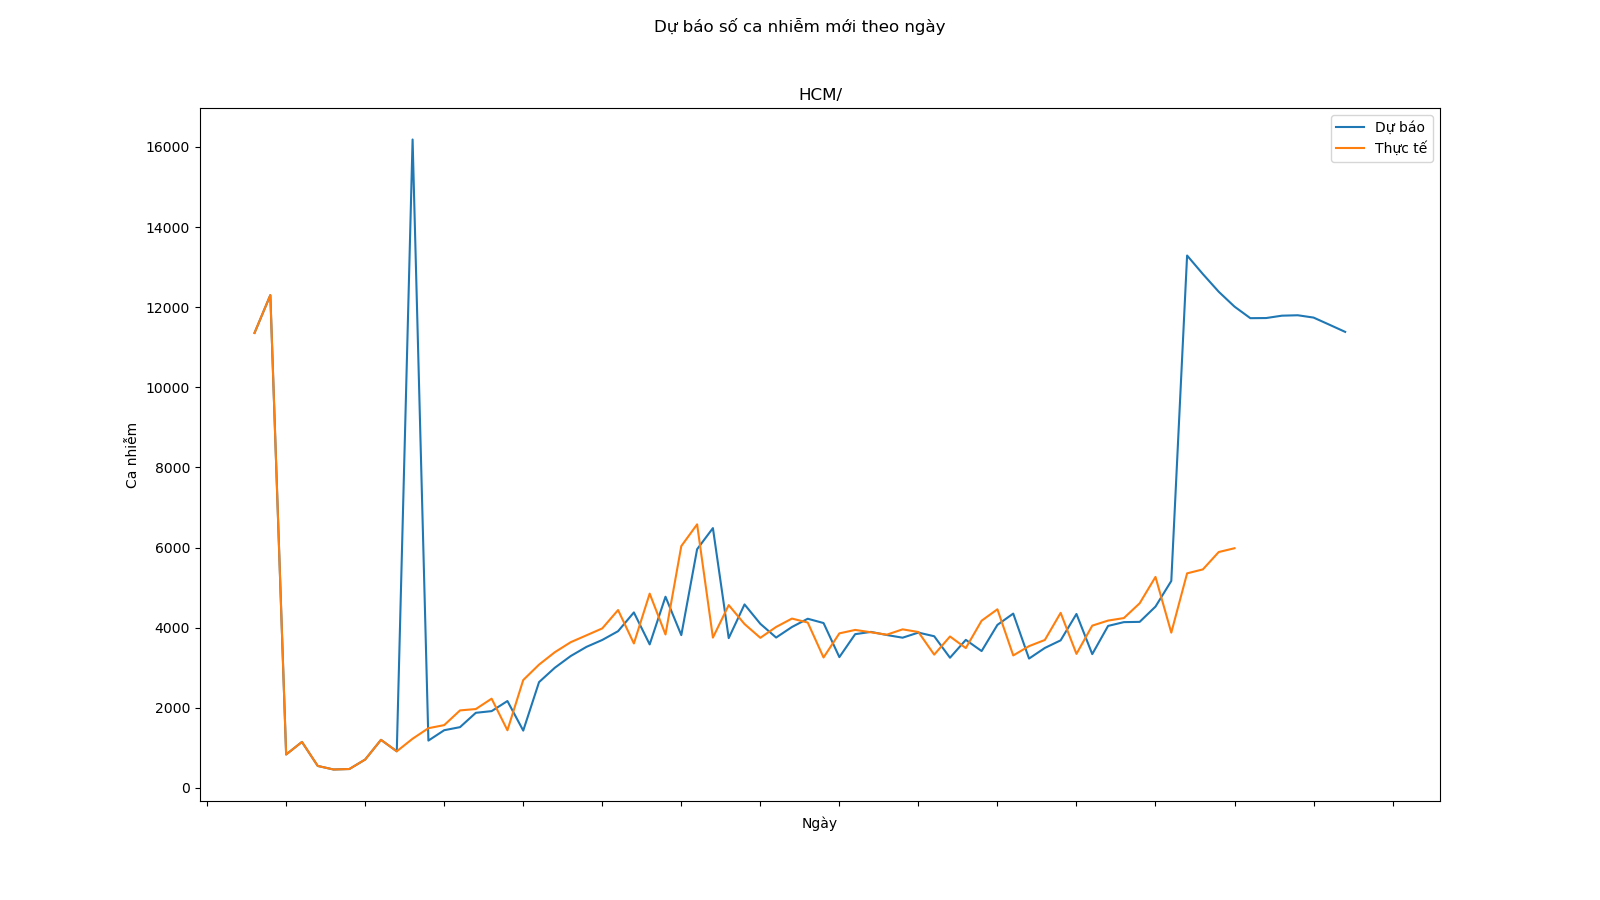 Dự báo số ca nhiễm mới theo ngày
HCM/
Dự báo
Thực tế
16000
14000
12000
10000
8000
6000
4000
2000
0
Ca nhiễm
Ngày